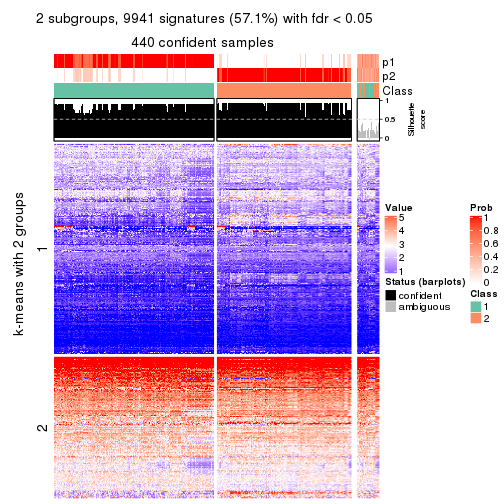 2 subgroups, 9941 signatures (57.1%) with fdr < 0.05
440 confident samples
p1
p2
Class
1
0.5
0
Silhouette
score
k-means with 2 groups
1
2
Value
5
4
3
2
1
Status (barplots)
confident
ambiguous
Prob
1
0.8
0.6
0.4
0.2
0
Class
1
2